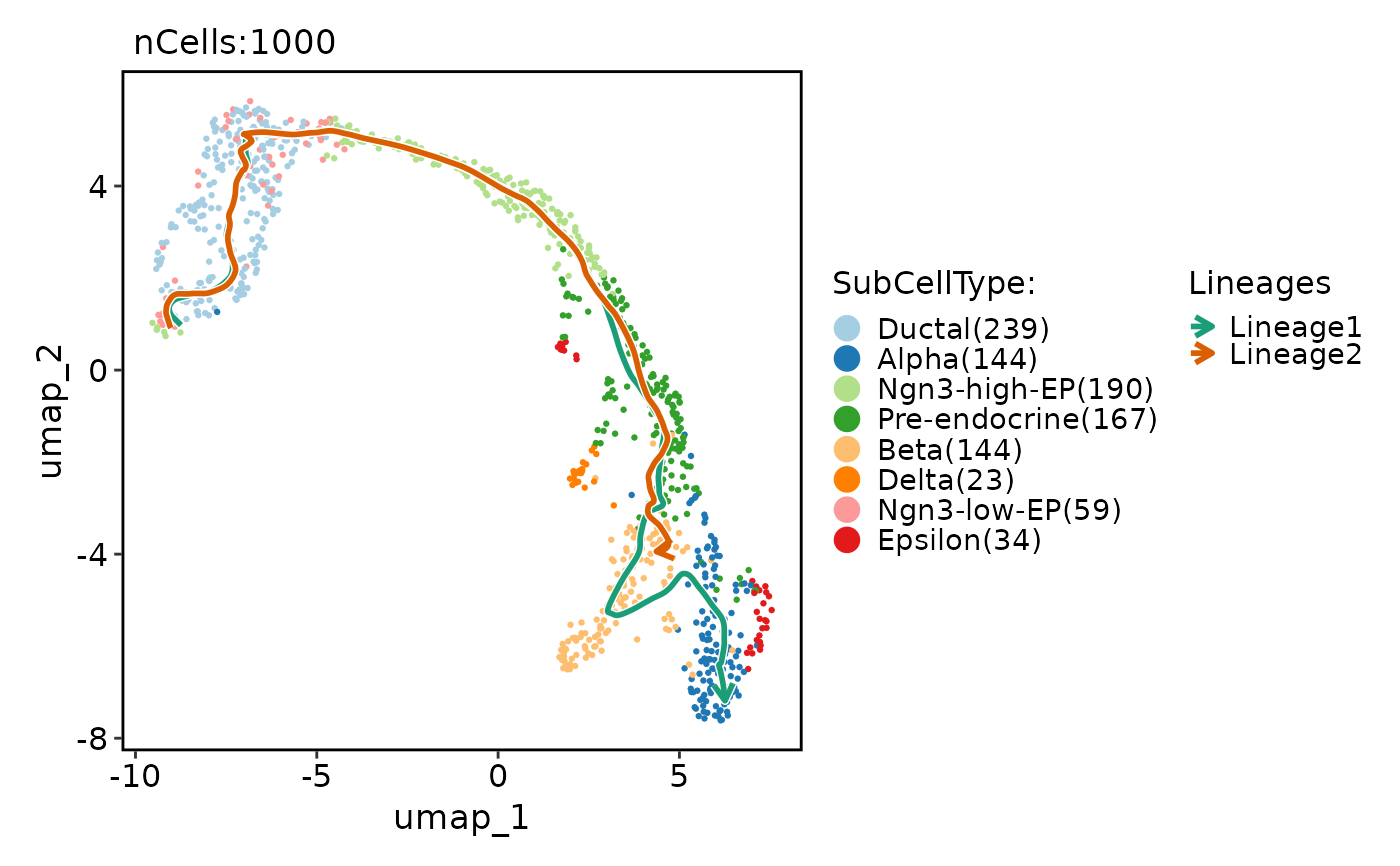 nCells:1000
4
0
-4
-8
umap_2
-10 -5 0 5
umap_1
SubCellType:
Ductal(239)
Alpha(144)
Ngn3-high-EP(190)
Pre-endocrine(167)
Beta(144)
Delta(23)
Ngn3-low-EP(59)
Epsilon(34)
Lineages
Lineage1
Lineage2